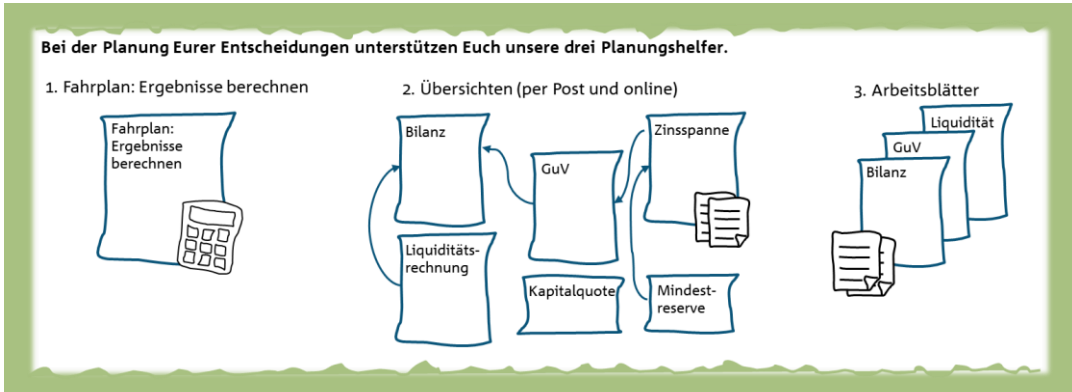 Bei der Planung Eurer Entscheidungen unterstützen Euch unsere drei Planungshelfer.
1. Fahrplan: Ergebnisse berechnen
Fahrplan:
Ergebnisse
berechnen
2. Übersichten (per Post und online)
Bilanz
GuV
Zinsspanne
Liquiditäts-
rechnung
Kapitalquote
Mindest-
reserve
3. Arbeitsblätter
Liquidität
GuV
Bilanz